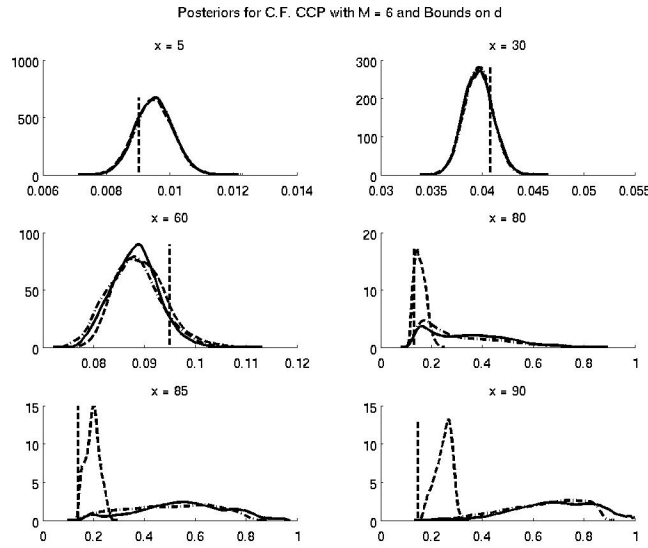 Posteriors for C.F. CCP with M = 6 and Bounds on d
x = 5
1000
500
0
0.006 0.008 0.01 0.012 0.014
x = 30
300
200
100
0
0.03 0.035 0.04 0.045 0.05 0.055
x = 60
100
50
0
0.08 0.09 0.1 0.11 0.12
x = 80
20
10
0
0 0.2 0.4 0.6 0.8 1
x = 85
15
10
5
0
0 0.2 0.4 0.6 0.8 1
x = 90
15
10
5
0
0 0.2 0.4 0.6 0.8 1